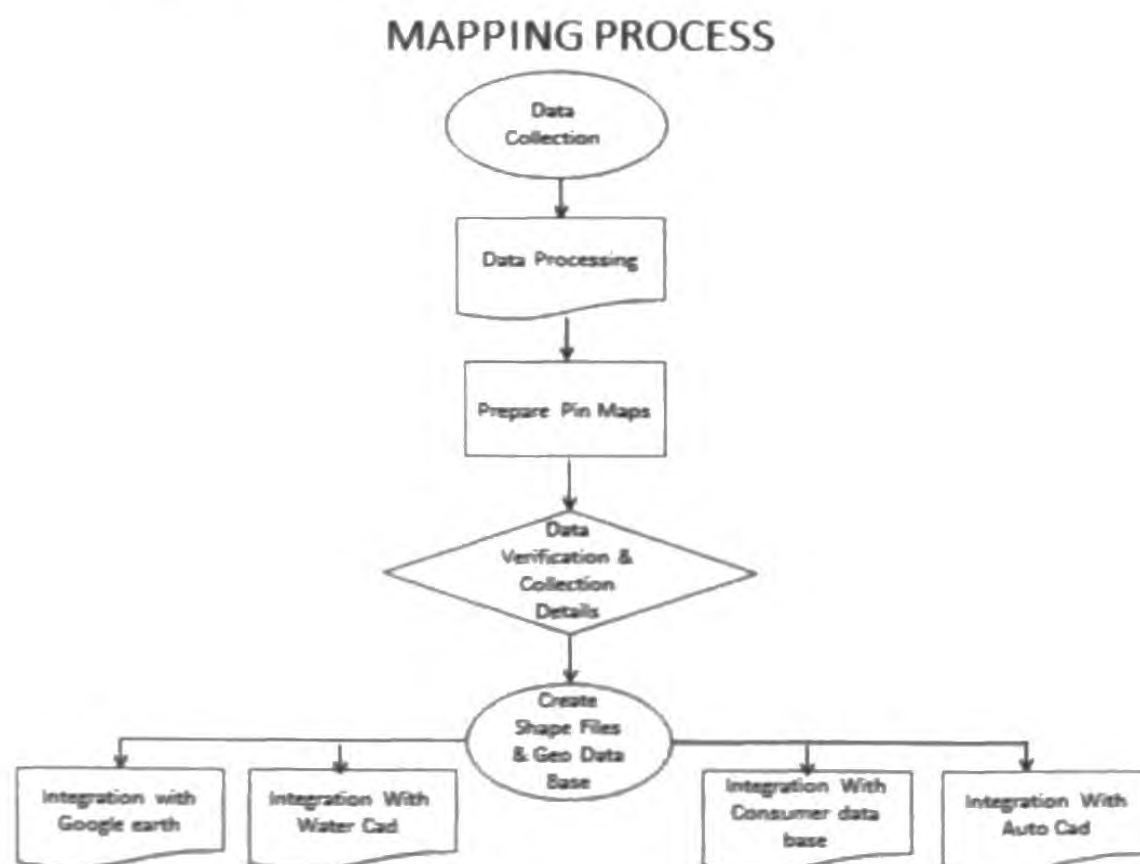 MAPPING PROCESS
Data
Collection
Data Processing
Prepare Pin Maps
Data
Verification &
Collection
Details
Create
Shape Files
& Geo Data
Base
Integration with
Google earth
Integration With
Water Cad
Integration With
Consumer data
base
Integration With
Auto Cad